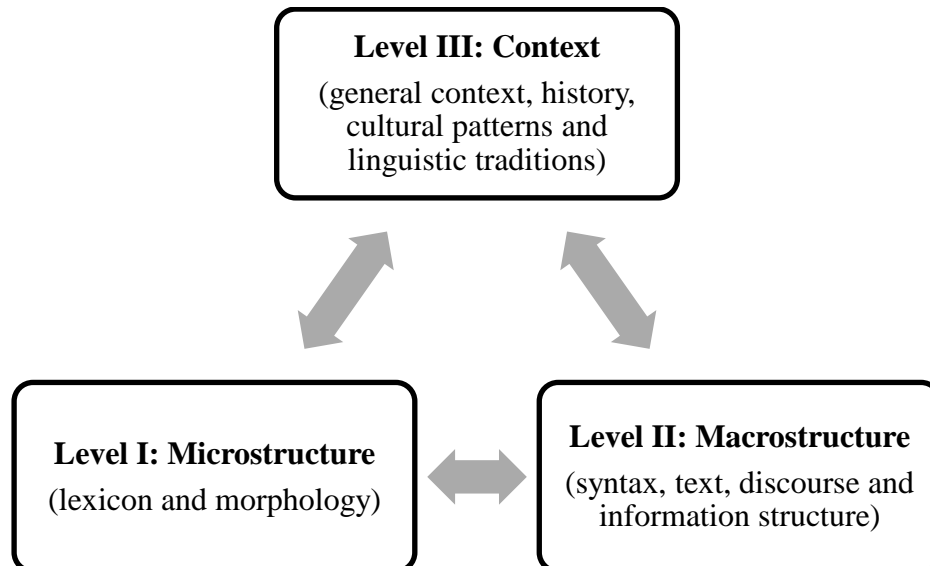 Level III: Context
(general context, history,
cultural patterns and
linguistic traditions)
Level I: Microstructure
(lexicon and morphology)
Level II: Macrostructure
(syntax, text, discourse and
information structure)